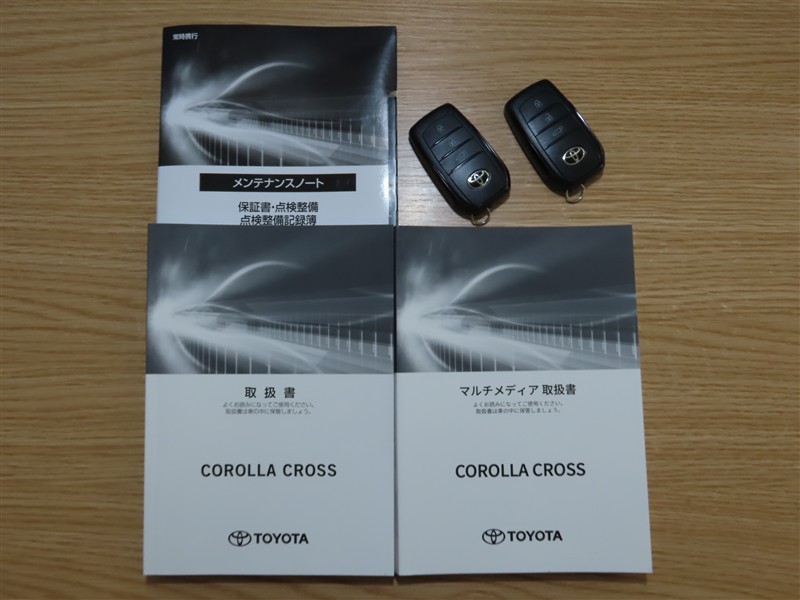 常時携行
メンテナンスノート
保証書・点検整備
点検整備記録簿
取扱書
よくお読みになってご使用ください。
取扱書は車の中に保管しましょう。
COROLLA CROSS
TOYOTA
マルチメディア取扱書
よくお読みになってご使用ください。
取扱書は車の中に保管しましょう。
COROLLA CROSS
TOYOTA